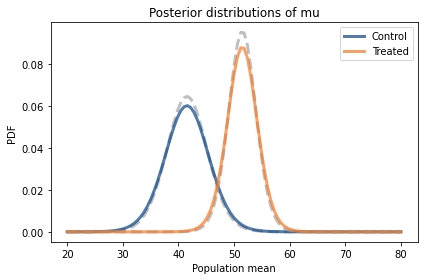 Posterior distributions of mu
Control
Treated
PDF
0.08
0.06
0.04
0.02
0.00
20 30 40 50 60 70 80
Population mean